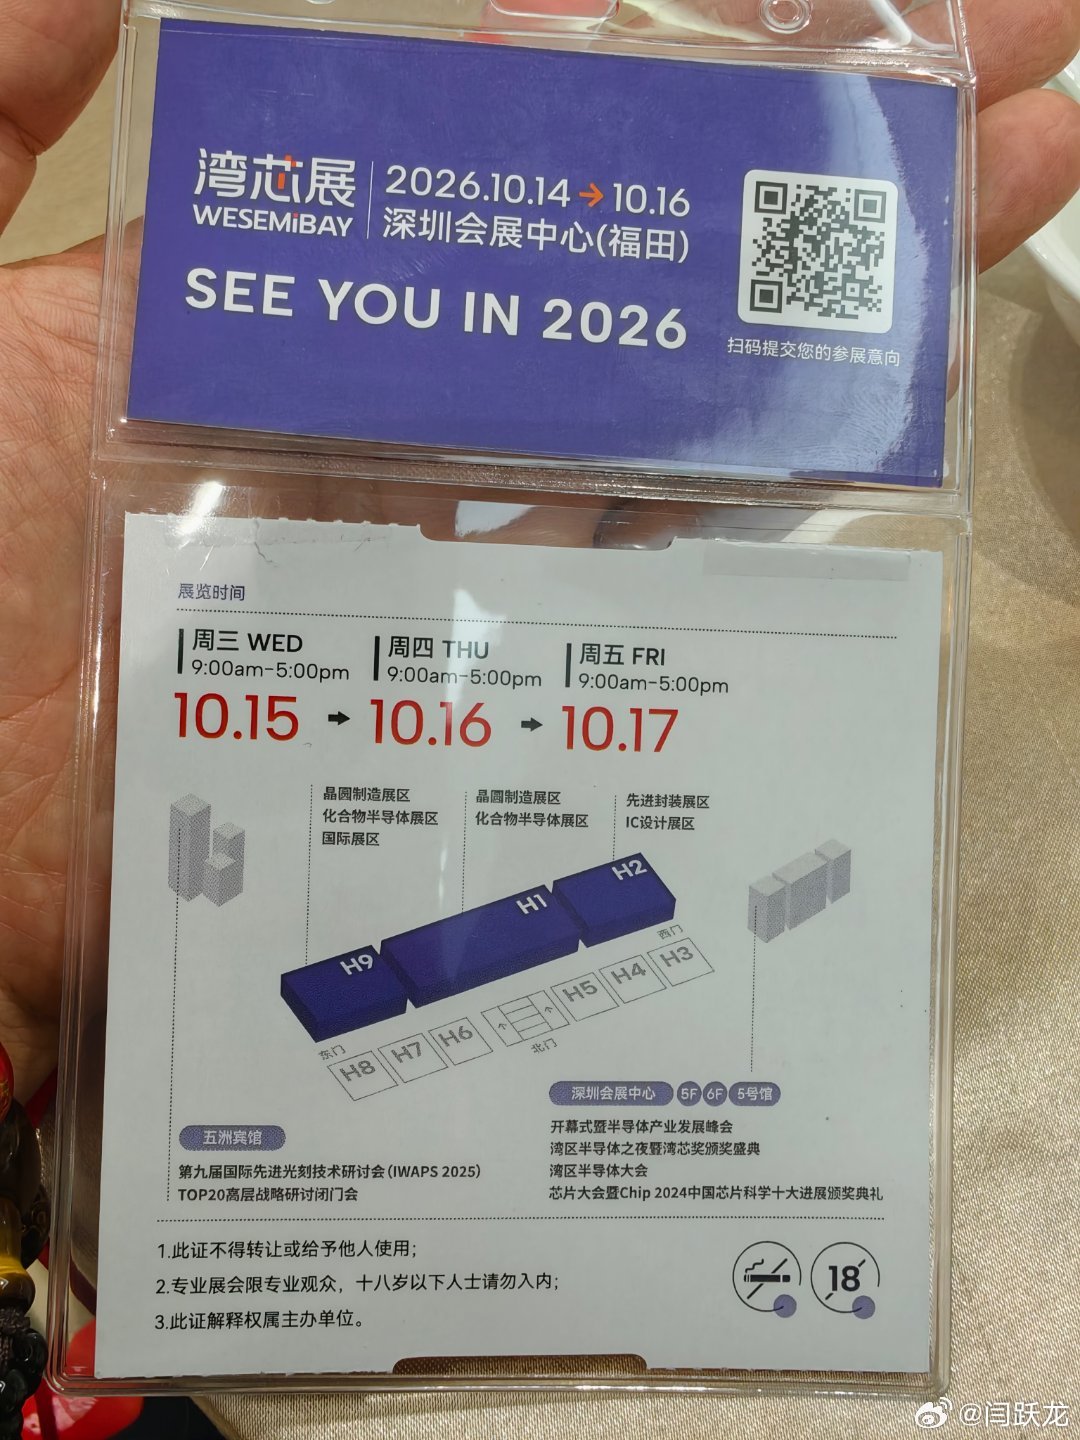 湾芯展
WESEMiBAY
2026.10.14→10.16
深圳会展中心(福田)
SEE YOU IN 2026
扫码提交您的参展意向
展览时间
周三 WED
9:00am-5:00pm
10.15
→
周四 THU
9:00am-5:00pm
10.16
→
周五 FRI
9:00am-5:00pm
10.17
晶圆制造展区
化合物半导体展区
国际展区
晶圆制造展区
化合物半导体展区
先进封装展区
IC设计展区
H2
H1
H9
西门
H3
H4
H5
北门
H6
H7
H8
东门
五洲宾馆
第九届国际先进光刻技术研讨会(IWAPS 2025)
TOP20高层战略研讨闭门会
深圳会展中心 5F 6F 5号馆
开幕式暨半导体产业发展峰会
湾区半导体之夜暨湾芯奖颁奖盛典
湾区半导体大会
芯片大会暨Chip 2024中国芯片科学十大进展颁奖典礼
1.此证不得转让或给予他人使用；
2.专业展会限专业观众，十八岁以下人士请勿入内；
3.此证解释权属主办单位。
18
@闫跃龙